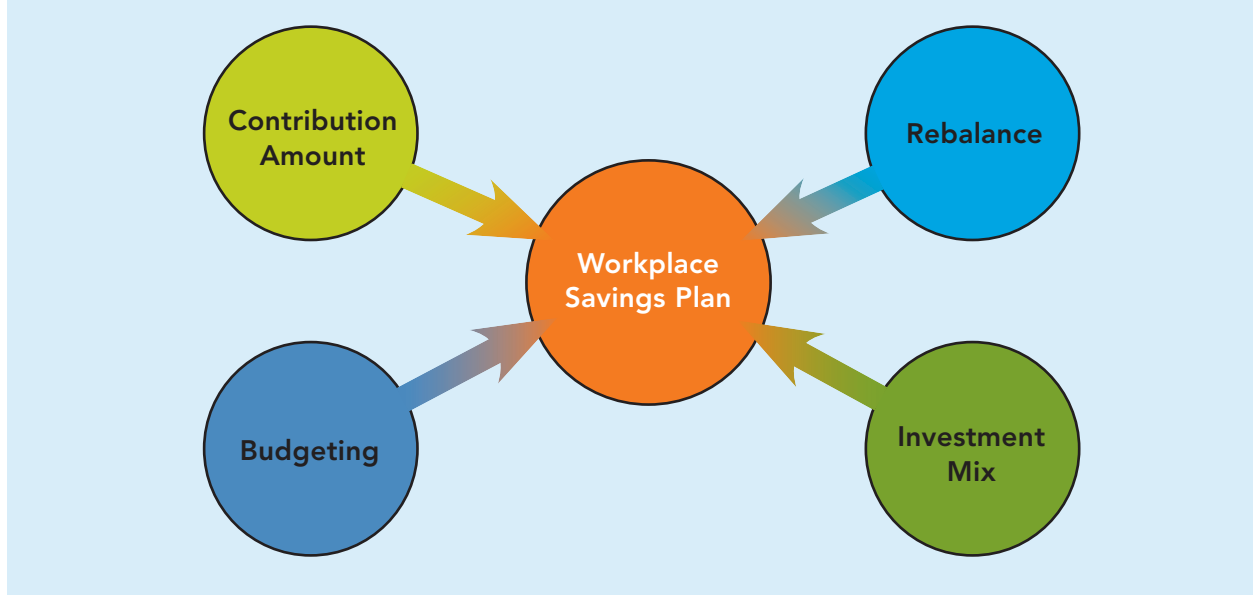 Contribution
Amount
Rebalance
Workplace
Savings Plan
Budgeting
Investment
Mix